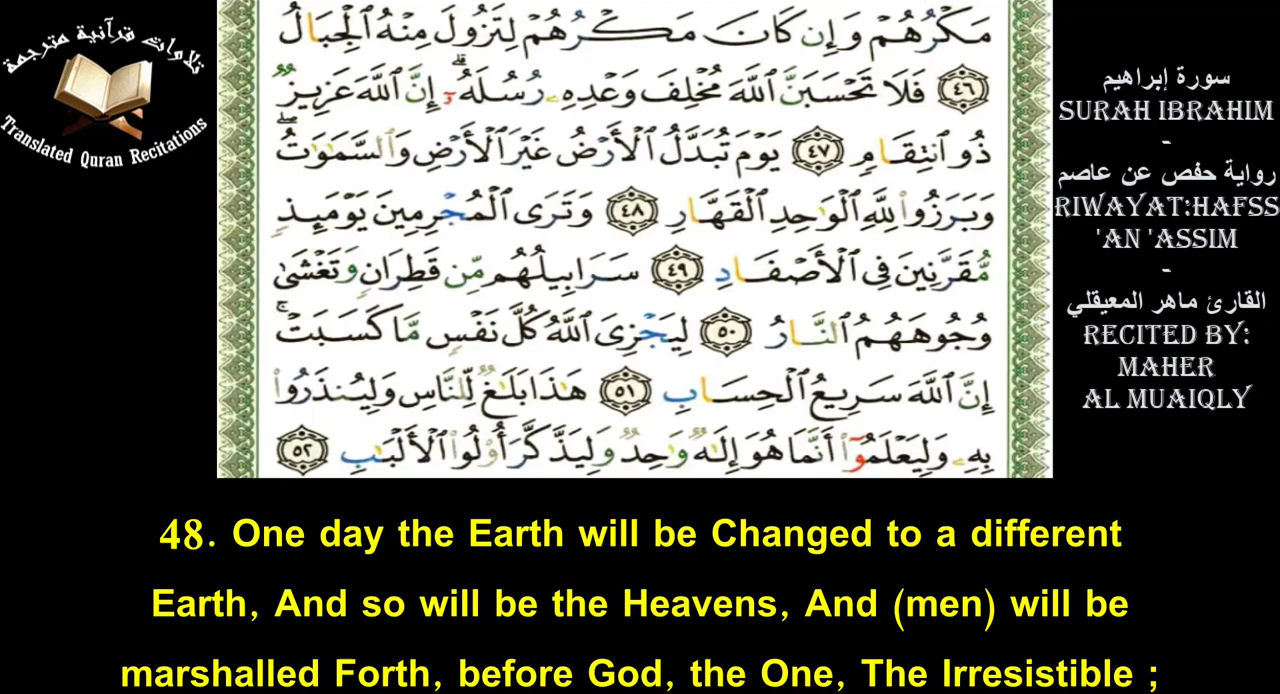 تلاوات قرآنية مترجمة
Translated Quran Recitations
مَكْرُهُمْ وَإِن كَانَ مَكْرُهُمْ لِتَزُولَ مِنْهُ ٱلْجِبَالُ
٤٦ فَلَا تَحْسَبَنَّ ٱللَّهَ مُخْلِفَ وَعْدِهِۦ رُسُلَهُۥٓ ۗ إِنَّ ٱللَّهَ عَزِيزٌ
ذُو ٱنتِقَامٍ ٤٧ يَوْمَ تُبَدَّلُ ٱلْأَرْضُ غَيْرَ ٱلْأَرْضِ وَٱلسَّمَٰوَٰتُ ۖ
وَبَرَزُوا۟ لِلَّهِ ٱلْوَٰحِدِ ٱلْقَهَّارِ ٤٨ وَتَرَى ٱلْمُجْرِمِينَ يَوْمَئِذٍ
مُّقَرَّنِينَ فِى ٱلْأَصْفَادِ ٤٩ سَرَابِيلُهُم مِّن قَطِرَانٍ وَتَغْشَىٰ
وُجُوهَهُمُ ٱلنَّارُ ٥٠ لِيَجْزِىَ ٱللَّهُ كُلَّ نَفْسٍ مَّا كَسَبَتْ ۚ
إِنَّ ٱللَّهَ سَرِيعُ ٱلْحِسَابِ ٥١ هَٰذَا بَلَٰغٌ لِّلنَّاسِ وَلِيُنذَرُوا۟
بِهِۦ وَلِيَعْلَمُوٓا۟ أَنَّمَا هُوَ إِلَٰهٌ وَٰحِدٌ وَلِيَذَّكَّرَ أُو۟لُوا۟ ٱلْأَلْبَٰبِ ٥٢
سورة إبراهيم
SURAH IBRAHIM
-
رواية حفص عن عاصم
RIWAYAT:HAFSS
'AN 'ASSIM
-
القارئ ماهر المعيقلي
RECITED BY:
MAHER
AL MUAIQLY
48. One day the Earth will be Changed to a different
Earth, And so will be the Heavens, And (men) will be
marshalled Forth, before God, the One, The Irresistible ;